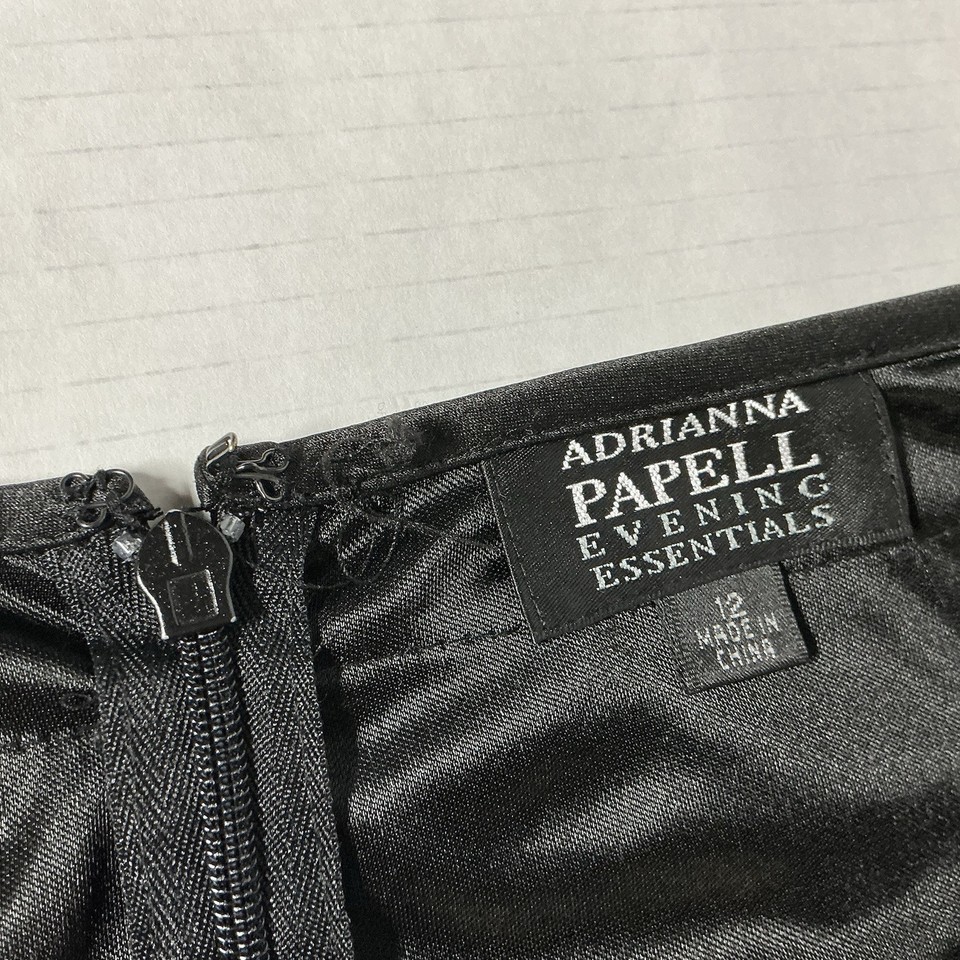 ADRIANNA
PAPELL
EVENING
ESSENTIALS
12
MADE IN
CHINA